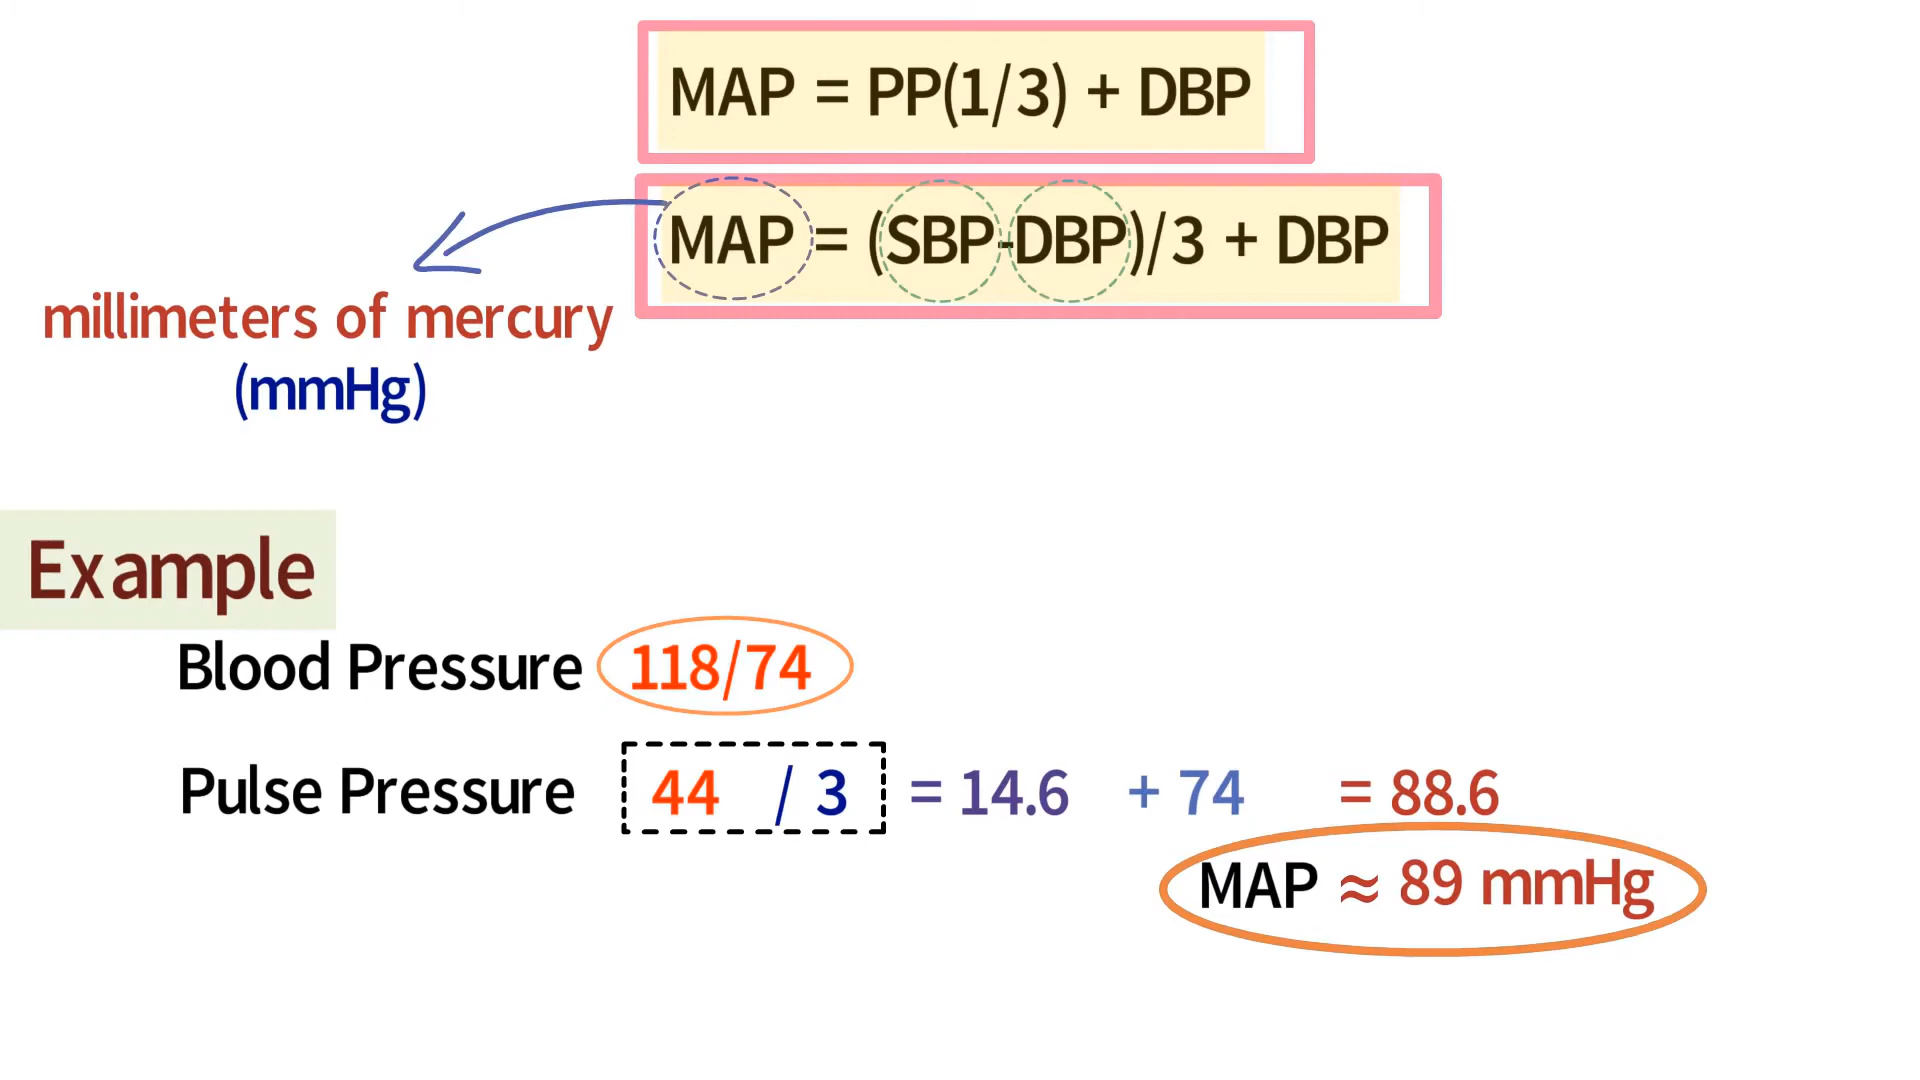 MAP = PP(1/3) + DBP
MAP = (SBP-DBP)/3 + DBP
millimeters of mercury
(mmHg)
Example
Blood Pressure 118/74
Pulse Pressure 44 / 3 = 14.6 + 74 = 88.6
MAP ≈ 89 mmHg